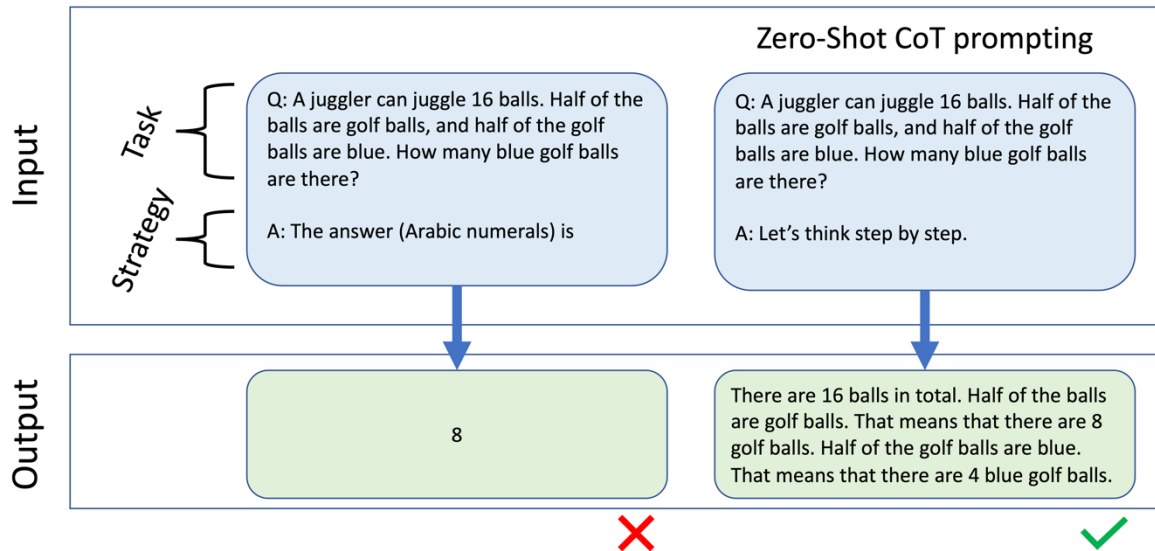 Zero-Shot CoT prompting
Input
Task
Strategy
Q: A juggler can juggle 16 balls. Half of the
balls are golf balls, and half of the golf
balls are blue. How many blue golf balls
are there?
A: The answer (Arabic numerals) is
Q: A juggler can juggle 16 balls. Half of the
balls are golf balls, and half of the golf
balls are blue. How many blue golf balls
are there?
A: Let’s think step by step.
Output
8
There are 16 balls in total. Half of the balls
are golf balls. That means that there are 8
golf balls. Half of the golf balls are blue.
That means that there are 4 blue golf balls.